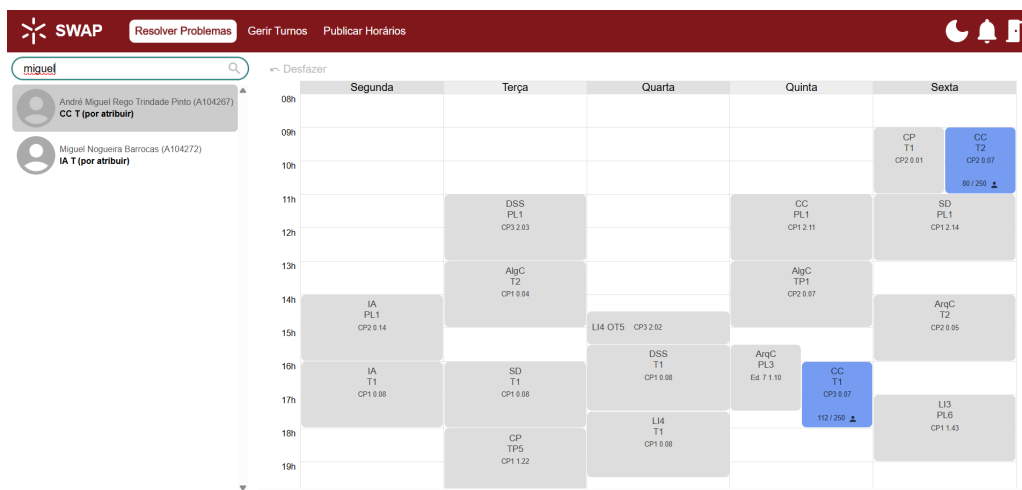 SWAP Resolver Problemas Gerir Turnos Publicar Horários
miguel
Desfazer
André Miguel Rego Trindade Pinto (A104267)
CC T (por atribuir)
Miguel Nogueira Barrocas (A104272)
IA T (por atribuir)
Segunda Terça Quarta Quinta Sexta
08h
09h
10h
11h
12h
13h
14h
15h
16h
17h
18h
19h
IA
PL1
CP2 0.14
IA
T1
CP1 0.08
DSS
PL1
CP3 2.03
AlgC
T2
CP1 0.04
SD
T1
CP1 0.08
CP
TP5
CP1 1.22
LI4 OT5 CP3 2.02
DSS
T1
CP1 0.08
LI4
T1
CP1 0.08
CC
PL1
CP1 2.11
AlgC
TP1
CP2 0.07
ArqC
PL3
Ed. 7 1.10
CC
T1
CP3 0.07
112 / 250
CP
T1
CP2 0.01
CC
T2
CP2 0.07
80 / 250
SD
PL1
CP1 2.14
ArqC
T2
CP2 0.05
LI3
PL6
CP1 1.43